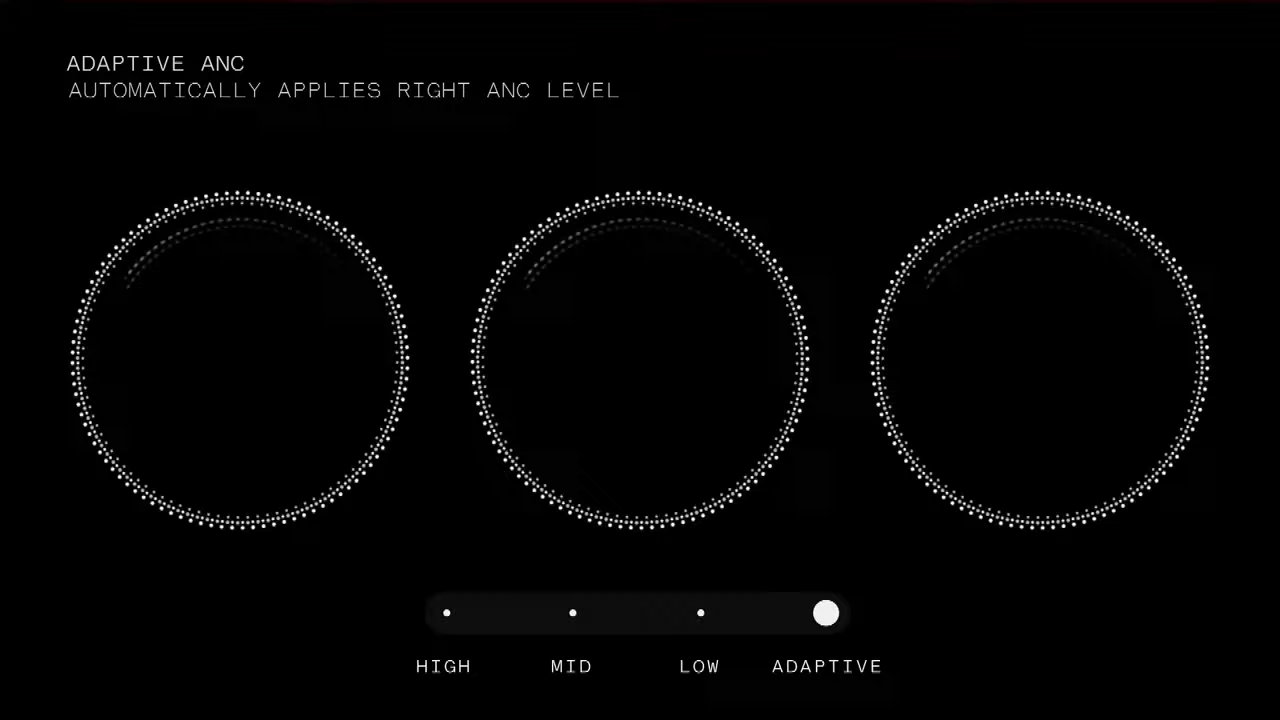 ADAPTIVE ANC
AUTOMATICALLY APPLIES RIGHT ANC LEVEL
HIGH MID LOW ADAPTIVE